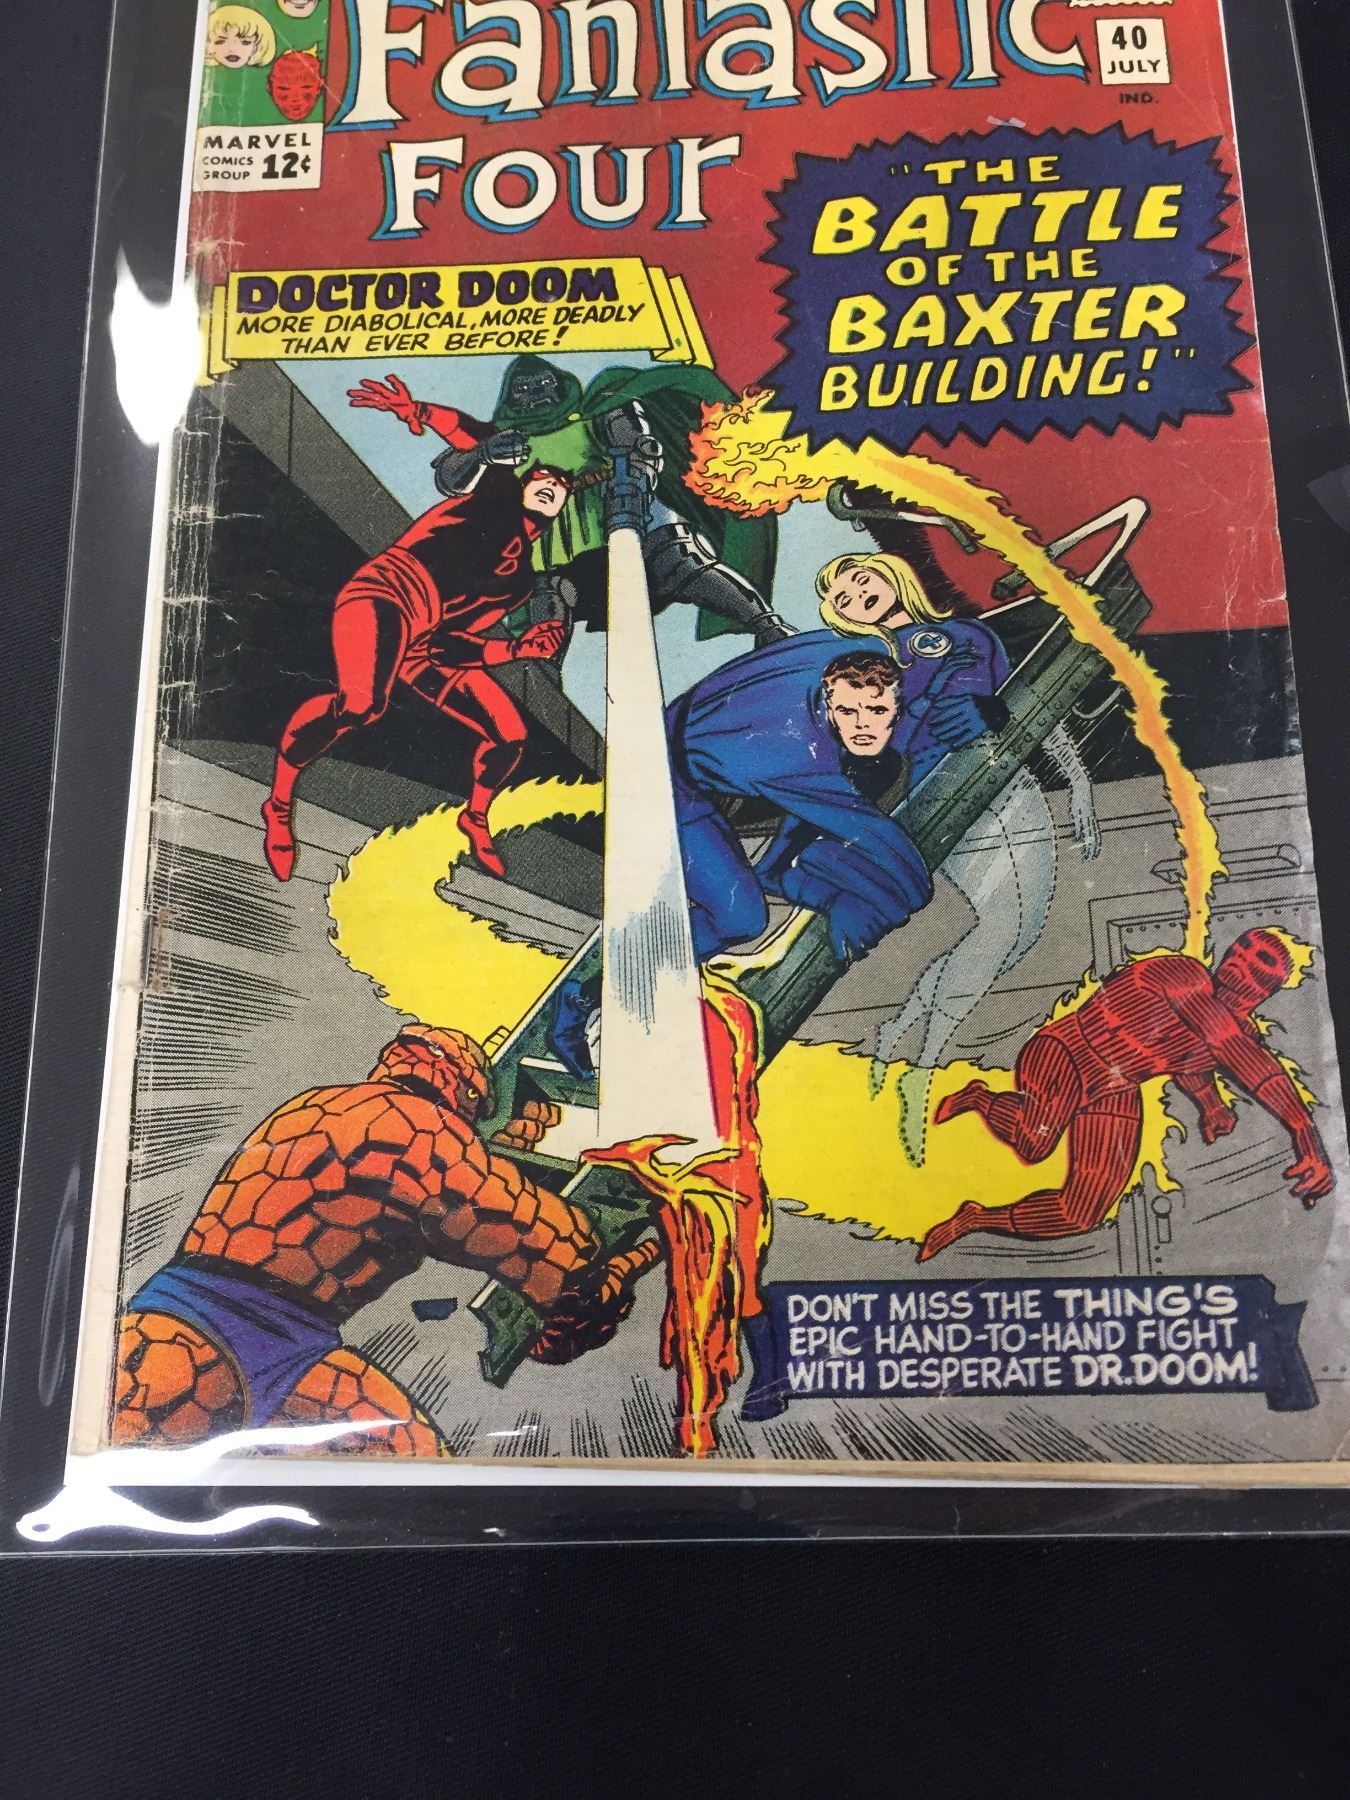 Fantastic
Four
40
JULY
IND.
MARVEL
COMICS
GROUP
12¢
"THE
BATTLE
OF THE
BAXTER
BUILDING!"
DOCTOR DOOM
MORE DIABOLICAL, MORE DEADLY
THAN EVER BEFORE!
4
DON'T MISS THE THING'S
EPIC HAND-TO-HAND FIGHT
WITH DESPERATE DR. DOOM!